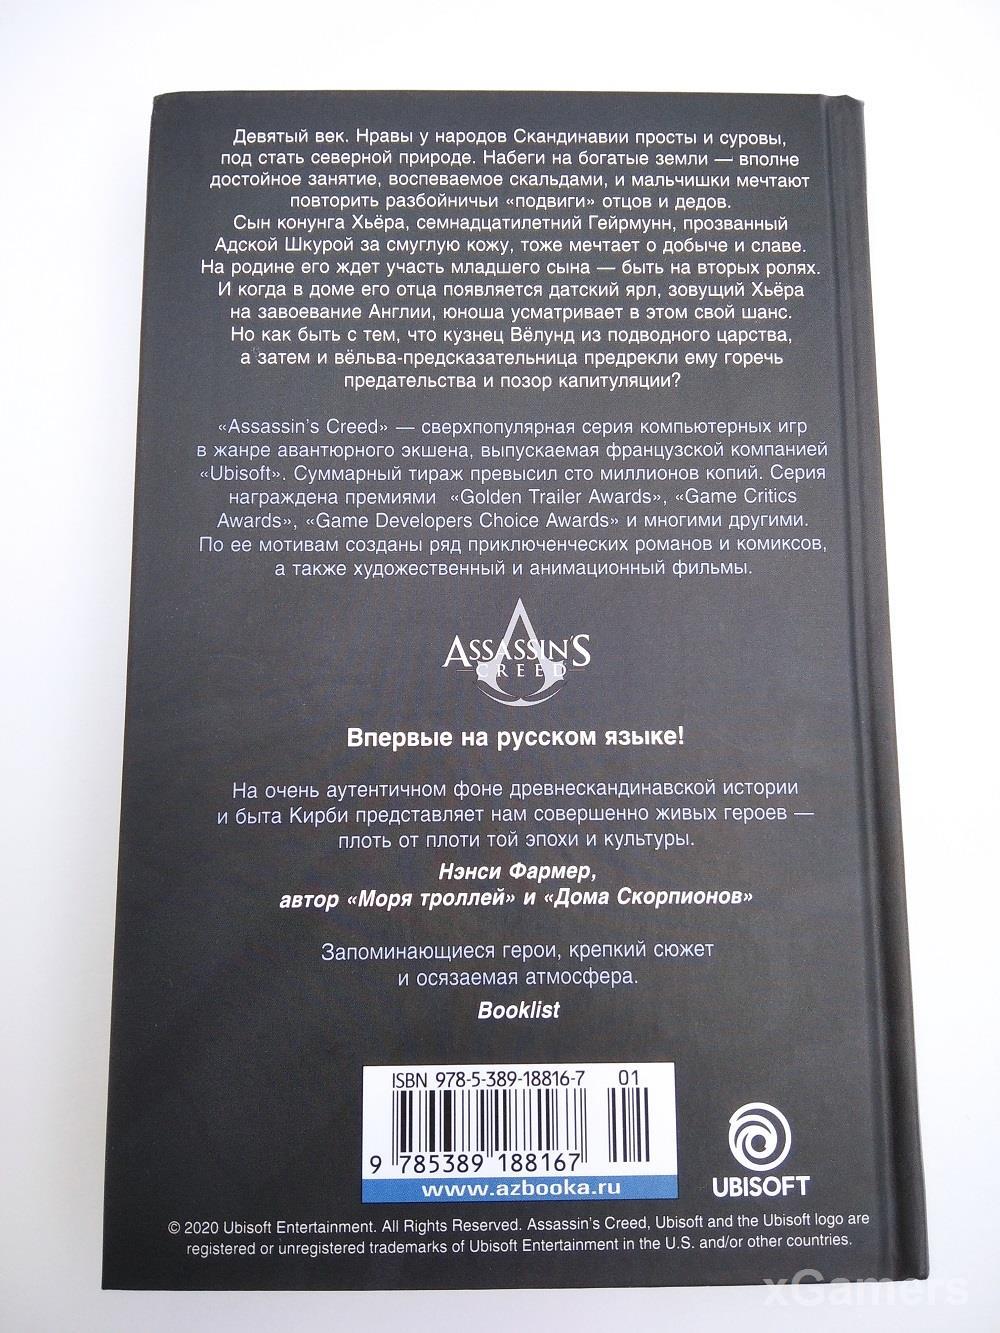 Девятый век. Нравы у народов Скандинавии просты и суровы,
под стать северной природе. Набеги на богатые земли — вполне
достойное занятие, воспеваемое скальдами, и мальчишки мечтают
повторить разбойничьи «подвиги» отцов и дедов.
Сын конунга Хьёра, семнадцатилетний Гейрмунн, прозванный
Адской Шкурой за смуглую кожу, тоже мечтает о добыче и славе.
На родине его ждет участь младшего сына — быть на вторых ролях.
И когда в доме его отца появляется датский ярл, зовущий Хьёра
на завоевание Англии, юноша усматривает в этом свой шанс.
Но как быть с тем, что кузнец Вёлунд из подводного царства,
а затем и вёльва-предсказательница предрекли ему горечь
предательства и позор капитуляции?
«Assassin's Creed» — сверхпопулярная серия компьютерных игр
в жанре авантюрного экшена, выпускаемая французской компанией
«Ubisoft». Суммарный тираж превысил сто миллионов копий. Серия
награждена премиями «Golden Trailer Awards», «Game Critics
Awards», «Game Developers Choice Awards» и многими другими.
По ее мотивам созданы ряд приключенческих романов и комиксов,
а также художественный и анимационный фильмы.
ASSASSIN'S
CREED
Впервые на русском языке!
На очень аутентичном фоне древнескандинавской истории
и быта Кирби представляет нам совершенно живых героев —
плоть от плоти той эпохи и культуры.
Нэнси Фармер,
автор «Моря троллей» и «Дома Скорпионов»
Запоминающиеся герои, крепкий сюжет
и осязаемая атмосфера.
Booklist
ISBN 978-5-389-18816-7 01
9 785389 188167
www.azbooka.ru
UBISOFT
© 2020 Ubisoft Entertainment. All Rights Reserved. Assassin's Creed, Ubisoft and the Ubisoft logo are
registered or unregistered trademarks of Ubisoft Entertainment in the U.S. and/or other countries.
xGamers